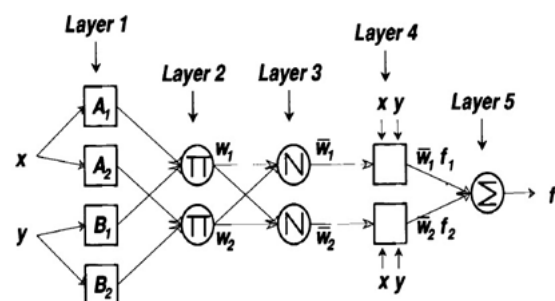 Layer 1
Layer 2
Layer 3
Layer 4
Layer 5
x y
A₁
A₂
B₁
B₂
x
y
Π
Π
w₁
w₂
N
N
w̅₁
w̅₂
w̅₁ f₁
w̅₂ f₂
Σ
f
x y